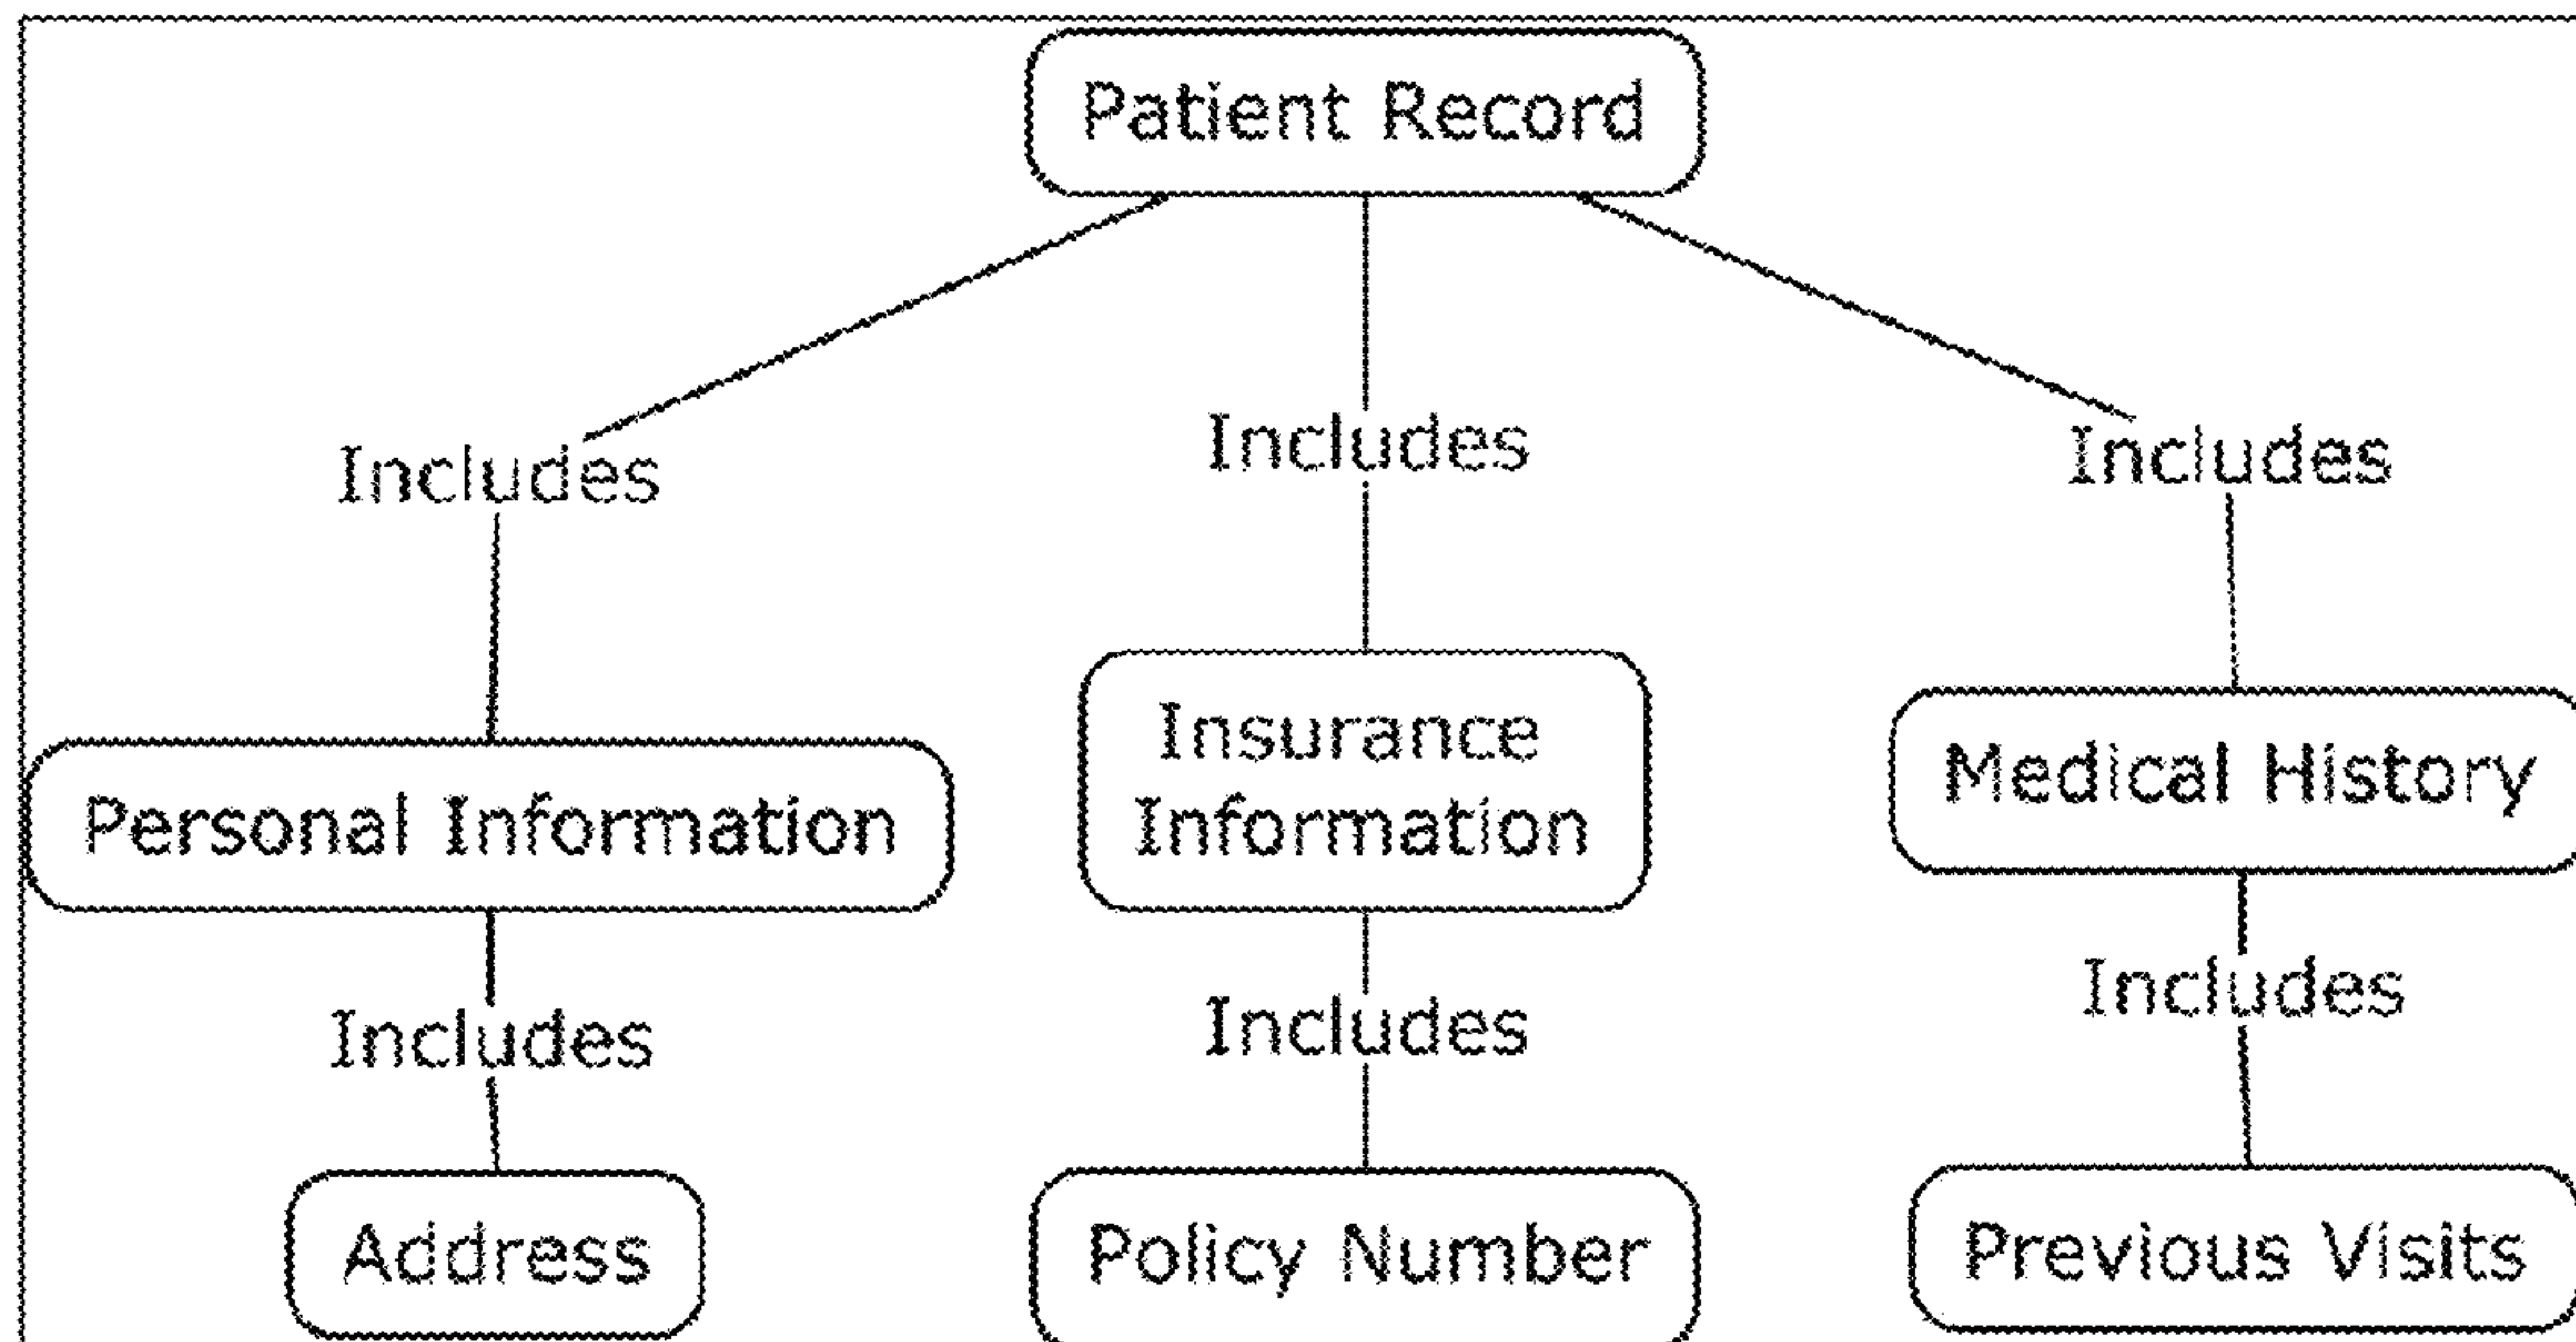 Patient Record
Includes
Includes
Includes
Personal Information
Insurance
Information
Medical History
Includes
Includes
Includes
Address
Policy Number
Previous Visits